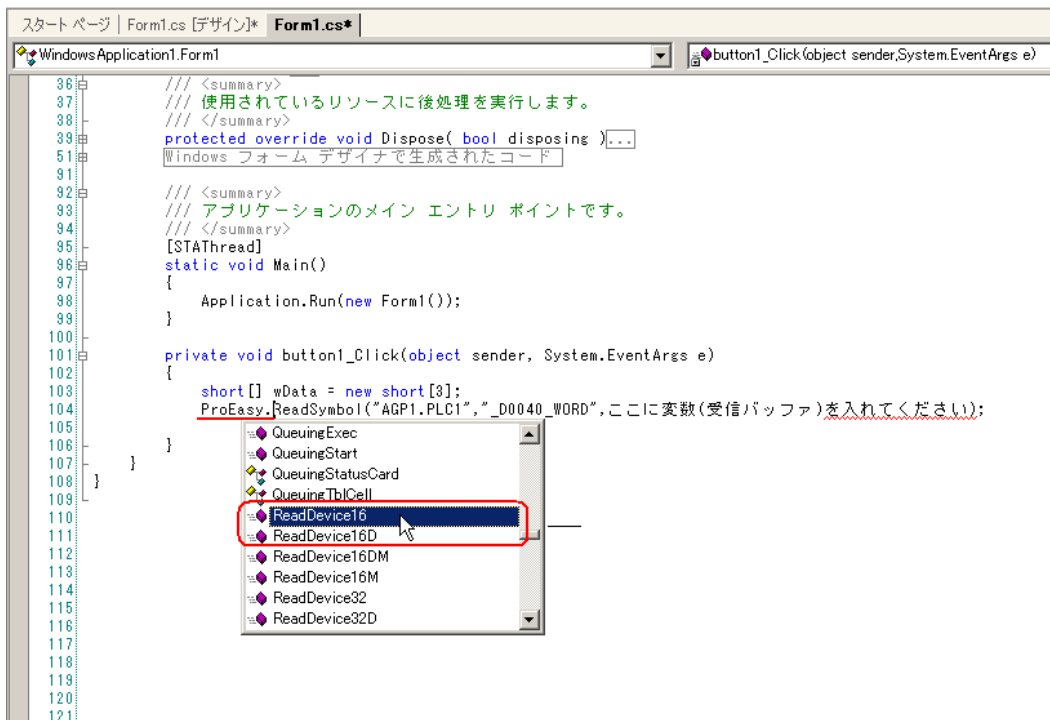 スタート ページ | Form1.cs [デザイン]* Form1.cs*
WindowsApplication1.Form1 button1_Click(object sender,System.EventArgs e)
36 /// <summary>
37 /// 使用されているリソースに後処理を実行します。
38 /// </summary>
39 protected override void Dispose( bool disposing )...
51 Windows フォーム デザイナで生成されたコード
91
92 /// <summary>
93 /// アプリケーションのメイン エントリ ポイントです。
94 /// </summary>
95 [STAThread]
96 static void Main()
97 {
98 Application.Run(new Form1());
99 }
100
101 private void button1_Click(object sender, System.EventArgs e)
102 {
103 short[] wData = new short[3];
104 ProEasy.ReadSymbol("AGP1.PLC1","_D0040_WORD",ここに変数(受信バッファ)を入れてください);
105
106 }
107 }
108 }
109
110
111
112
113
114
115
116
117
118
119
120
121
QueuingExec
QueuingStart
QueuingStatusCard
QueuingTblCell
ReadDevice16
ReadDevice16D
ReadDevice16DM
ReadDevice16M
ReadDevice32
ReadDevice32D